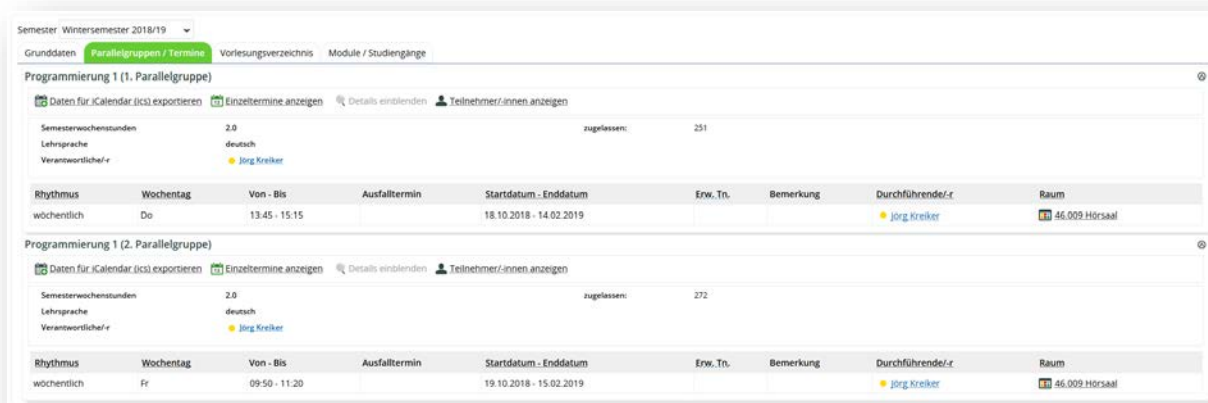 Semester Wintersemester 2018/19
Grunddaten Parallelgruppen / Termine Vorlesungsverzeichnis Module / Studiengänge
Programmierung 1 (1. Parallelgruppe)
Daten für iCalendar (ics) exportieren Einzeltermine anzeigen Details einblenden Teilnehmer/-innen anzeigen
Semesterwochenstunden 2.0 zugelassen: 251
Lehrsprache deutsch
Verantwortliche/-r Jörg Kreiker
Rhythmus Wochentag Von - Bis Ausfalltermin Startdatum - Enddatum Erw. Tn. Bemerkung Durchführende/-r Raum
wöchentlich Do 13:45 - 15:15 18.10.2018 - 14.02.2019 Jörg Kreiker 46.009 Hörsaal
Programmierung 1 (2. Parallelgruppe)
Daten für iCalendar (ics) exportieren Einzeltermine anzeigen Details einblenden Teilnehmer/-innen anzeigen
Semesterwochenstunden 2.0 zugelassen: 272
Lehrsprache deutsch
Verantwortliche/-r Jörg Kreiker
Rhythmus Wochentag Von - Bis Ausfalltermin Startdatum - Enddatum Erw. Tn. Bemerkung Durchführende/-r Raum
wöchentlich Fr 09:50 - 11:20 19.10.2018 - 15.02.2019 Jörg Kreiker 46.009 Hörsaal